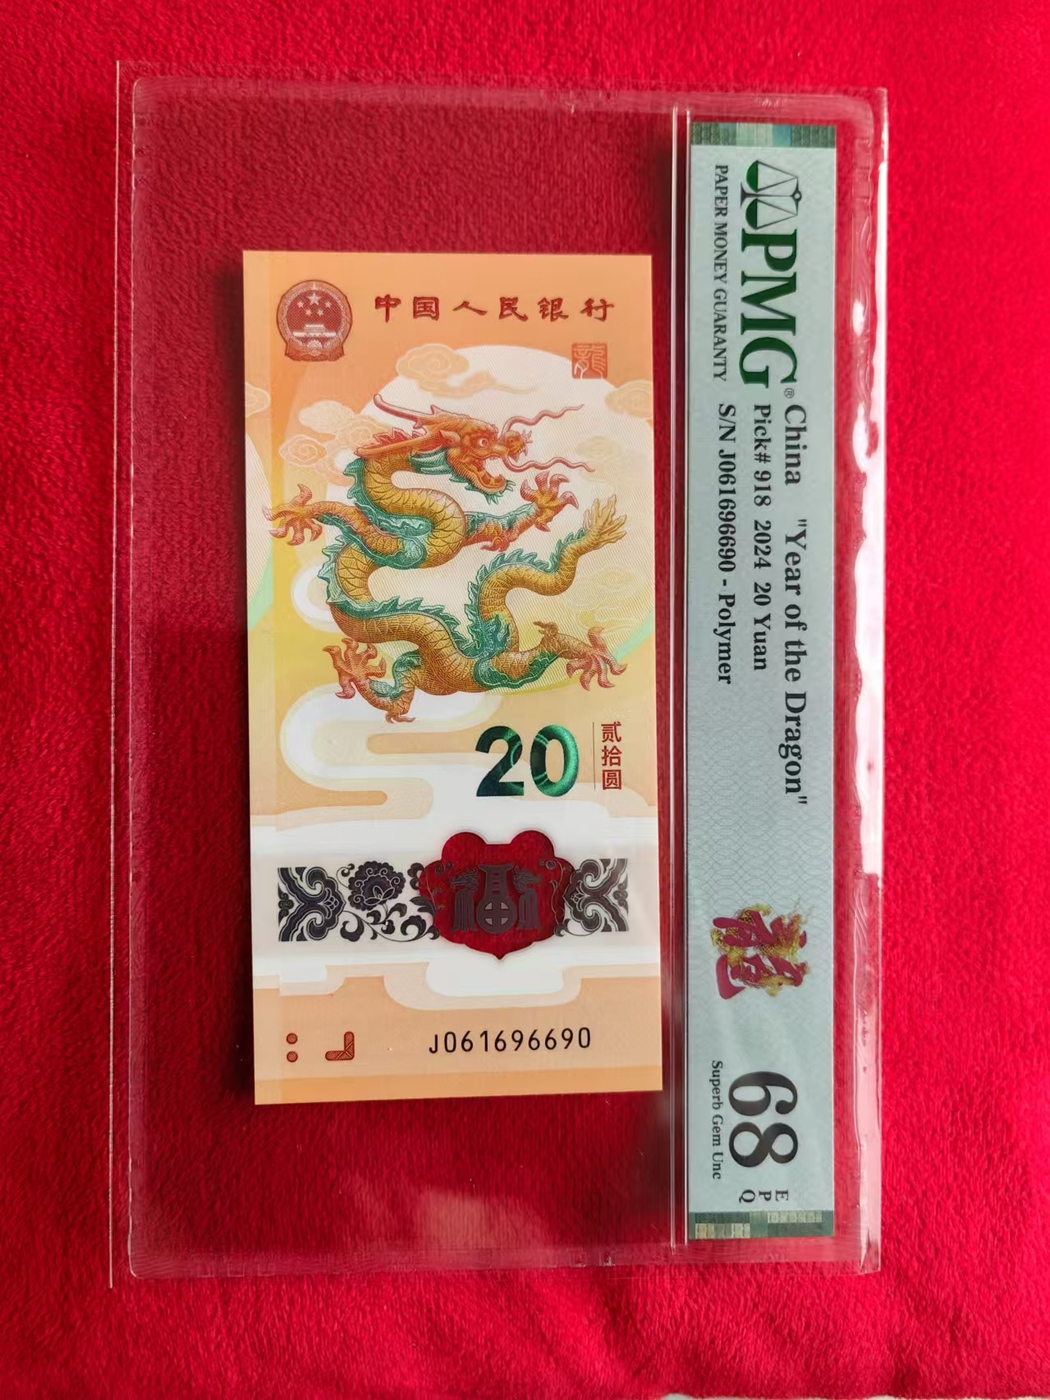 中国人民银行
龍
20
贰拾圆
福
J061696690
PMG®
PAPER MONEY GUARANTY
China "Year of the Dragon"
Pick# 918 2024 20 Yuan
S/N J061696690 - Polymer
龍
68
EPQ
Superb Gem Unc